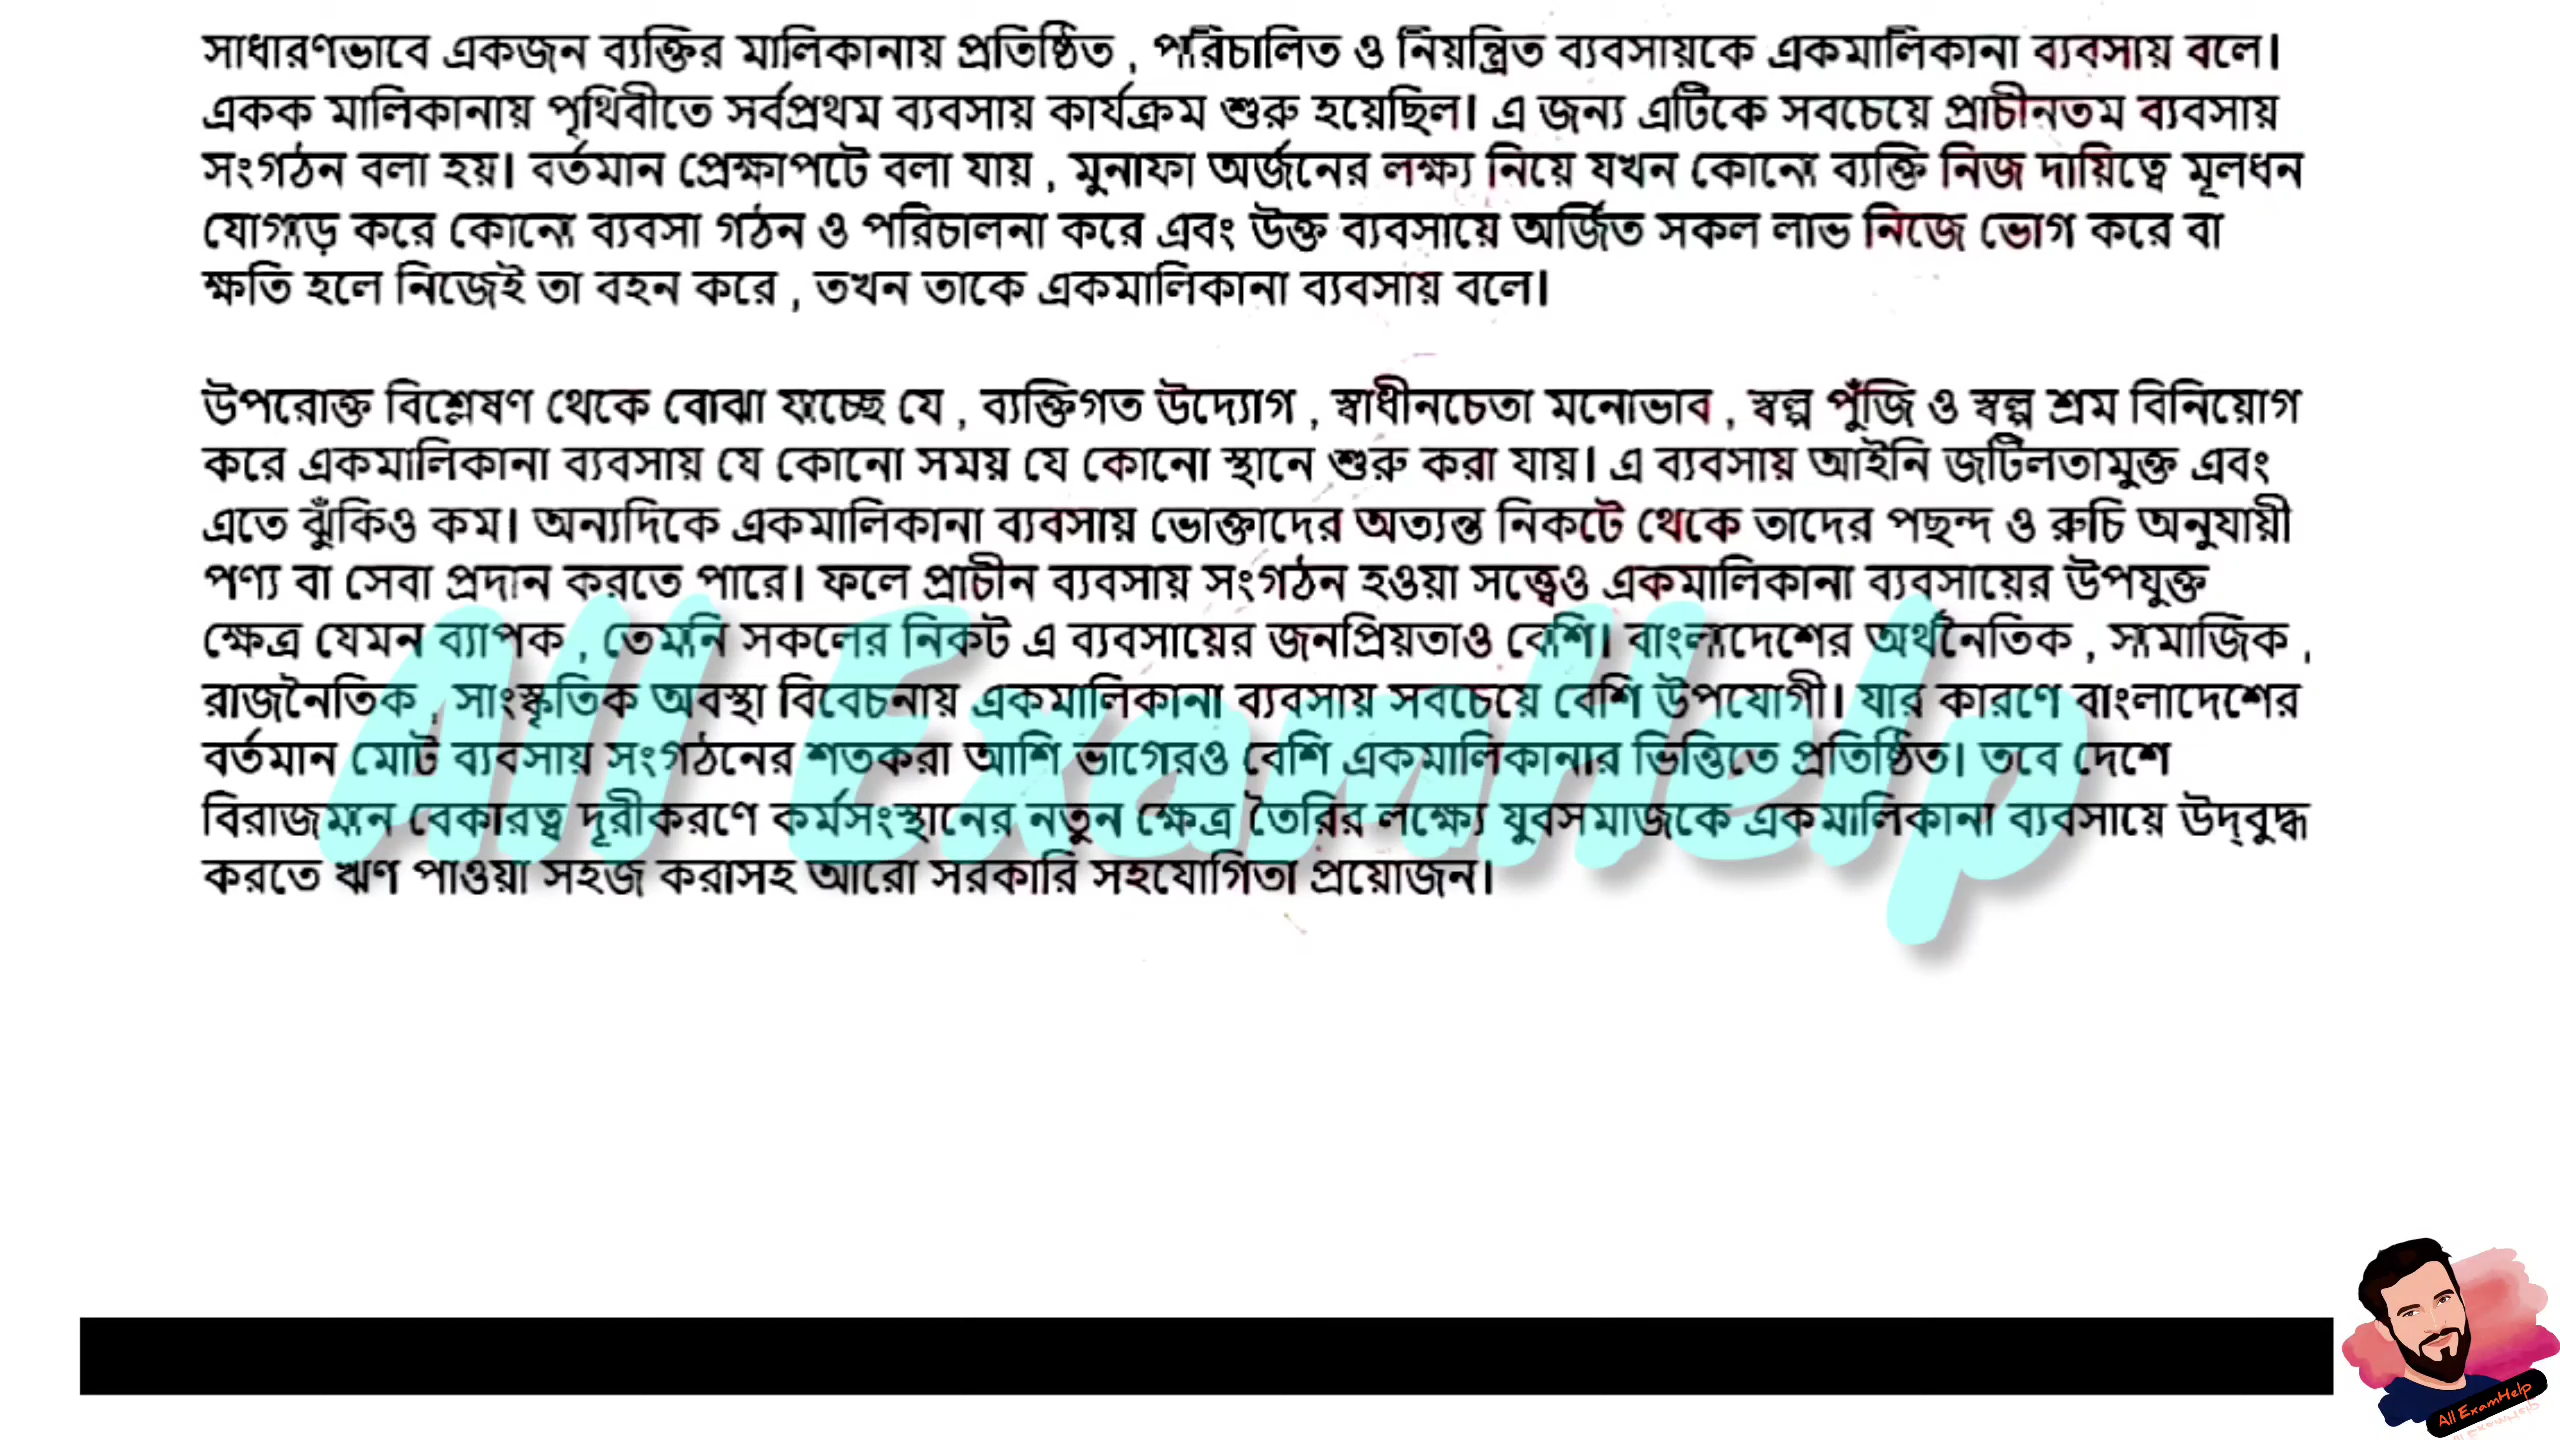 সাধারণভাবে একজন ব্যক্তির মালিকানায় প্রতিষ্ঠিত , পরিচালিত ও নিয়ন্ত্রিত ব্যবসায়কে একমালিকানা ব্যবসায় বলে।
একক মালিকানায় পৃথিবীতে সর্বপ্রথম ব্যবসায় কার্যক্রম শুরু হয়েছিল। এ জন্য এটিকে সবচেয়ে প্রাচীনতম ব্যবসায়
সংগঠন বলা হয়। বর্তমান প্রেক্ষাপটে বলা যায় , মুনাফা অর্জনের লক্ষ্য নিয়ে যখন কোনো ব্যক্তি নিজ দায়িত্বে মূলধন
যোগাড় করে কোনো ব্যবসা গঠন ও পরিচালনা করে এবং উক্ত ব্যবসায়ে অর্জিত সকল লাভ নিজে ভোগ করে বা
ক্ষতি হলে নিজেই তা বহন করে , তখন তাকে একমালিকানা ব্যবসায় বলে।
উপরোক্ত বিশ্লেষণ থেকে বোঝা যাচ্ছে যে , ব্যক্তিগত উদ্যোগ , স্বাধীনচেতা মনোভাব , স্বল্প পুঁজি ও স্বল্প শ্রম বিনিয়োগ
করে একমালিকানা ব্যবসায় যে কোনো সময় যে কোনো স্থানে শুরু করা যায়। এ ব্যবসায় আইনি জটিলতামুক্ত এবং
এতে ঝুঁকিও কম। অন্যদিকে একমালিকানা ব্যবসায় ভোক্তাদের অত্যন্ত নিকটে থেকে তাদের পছন্দ ও রুচি অনুযায়ী
পণ্য বা সেবা প্রদান করতে পারে। ফলে প্রাচীন ব্যবসায় সংগঠন হওয়া সত্ত্বেও একমালিকানা ব্যবসায়ের উপযুক্ত
ক্ষেত্র যেমন ব্যাপক , তেমনি সকলের নিকট এ ব্যবসায়ের জনপ্রিয়তাও বেশি। বাংলাদেশের অর্থনৈতিক , সামাজিক ,
রাজনৈতিক , সাংস্কৃতিক অবস্থা বিবেচনায় একমালিকানা ব্যবসায় সবচেয়ে বেশি উপযোগী। যার কারণে বাংলাদেশের
বর্তমান মোট ব্যবসায় সংগঠনের শতকরা আশি ভাগেরও বেশি একমালিকানার ভিত্তিতে প্রতিষ্ঠিত। তবে দেশে
বিরাজমান বেকারত্ব দূরীকরণে কর্মসংস্থানের নতুন ক্ষেত্র তৈরির লক্ষ্যে যুবসমাজকে একমালিকানা ব্যবসায়ে উদ্‌বুদ্ধ
করতে ঋণ পাওয়া সহজ করাসহ আরো সরকারি সহযোগিতা প্রয়োজন।
All ExamHelp
All ExamHelp